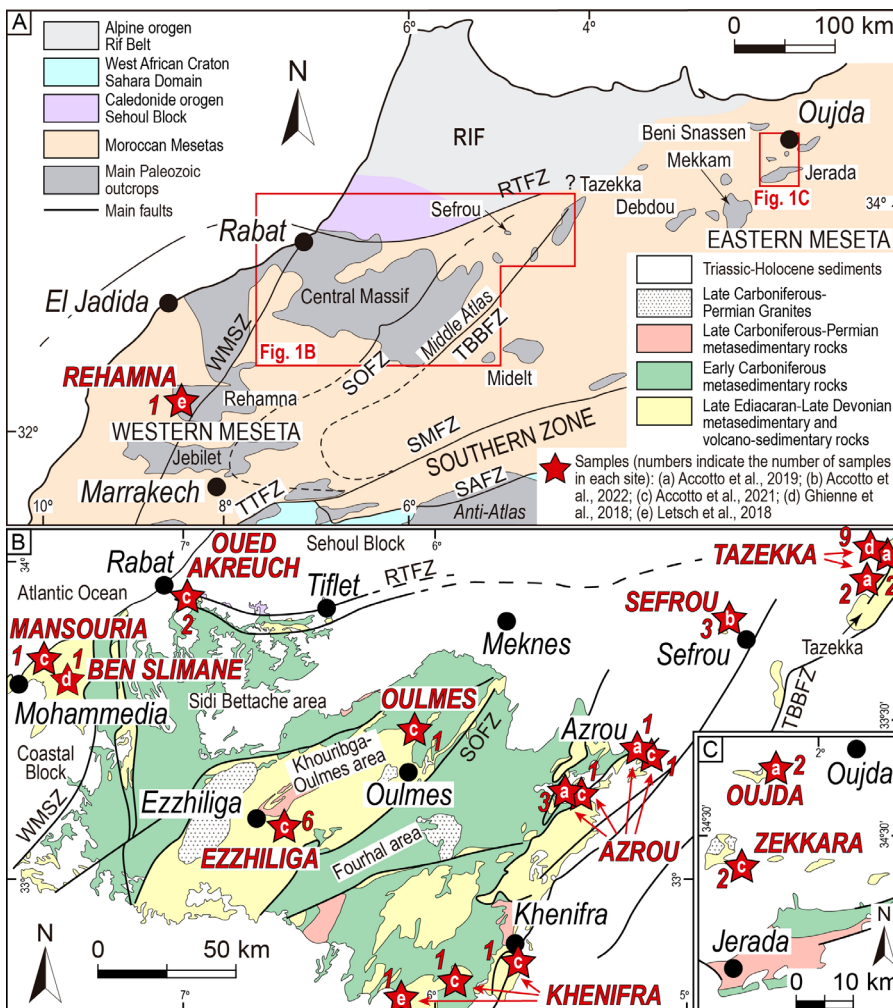 A
Alpine orogen
Rif Belt
West African Craton
Sahara Domain
Caledonide orogen
Sehoul Block
Moroccan Mesetas
Main Paleozoic
outcrops
Main faults
6°
4°
0
100 km
N
RIF
RTFZ
?
Tazekka
Sefrou
Beni Snassen
Oujda
Mekkam
Jerada
Debdou
Fig. 1C
34°
EASTERN MESETA
Rabat
El Jadida
Central Massif
WMSZ
Fig. 1B
SOFZ
Middle Atlas
TBBFZ
Midelt
REHAMNA
1
e
Rehamna
WESTERN MESETA
Jebilet
Marrakech
SMFZ
SOUTHERN ZONE
TTFZ
SAFZ
Anti-Atlas
32°
10°
8°
6°
Triassic-Holocene sediments
Late Carboniferous-
Permian Granites
Late Carboniferous-Permian
metasedimentary rocks
Early Carboniferous
metasedimentary rocks
Late Ediacaran-Late Devonian
metasedimentary and
volcano-sedimentary rocks
Samples (numbers indicate the number of samples
in each site): (a) Accotto et al., 2019; (b) Accotto
et al., 2022; (c) Accotto et al., 2021; (d) Ghienne
et al., 2018; (e) Letsch et al., 2018
B
34°
7°
6°
Rabat
OUED
AKREUCH
c
2
Sehoul Block
Tiflet
RTFZ
Atlantic Ocean
MANSOURIA
1
c
1
d
BEN SLIMANE
Mohammedia
Sidi Bettache area
Coastal
Block
WMSZ
Meknes
TAZEKKA
9
d
a
a
2
2
Tazekka
SEFROU
3
b
Sefrou
TBBFZ
33°30'
OULMES
c
1
SOFZ
Khouribga-
Oulmes area
Oulmes
Ezzhiliga
c
6
EZZHILIGA
Fourhal area
Azrou
1
a
c
1
3
a
c
1
AZROU
33°
33°
Khenifra
1
c
1
c
1
e
KHENIFRA
N
0
50 km
7°
6°
5°
C
2°
Oujda
a
2
OUJDA
34°30'
34°30'
ZEKKARA
2
c
Jerada
N
0
10 km
2°